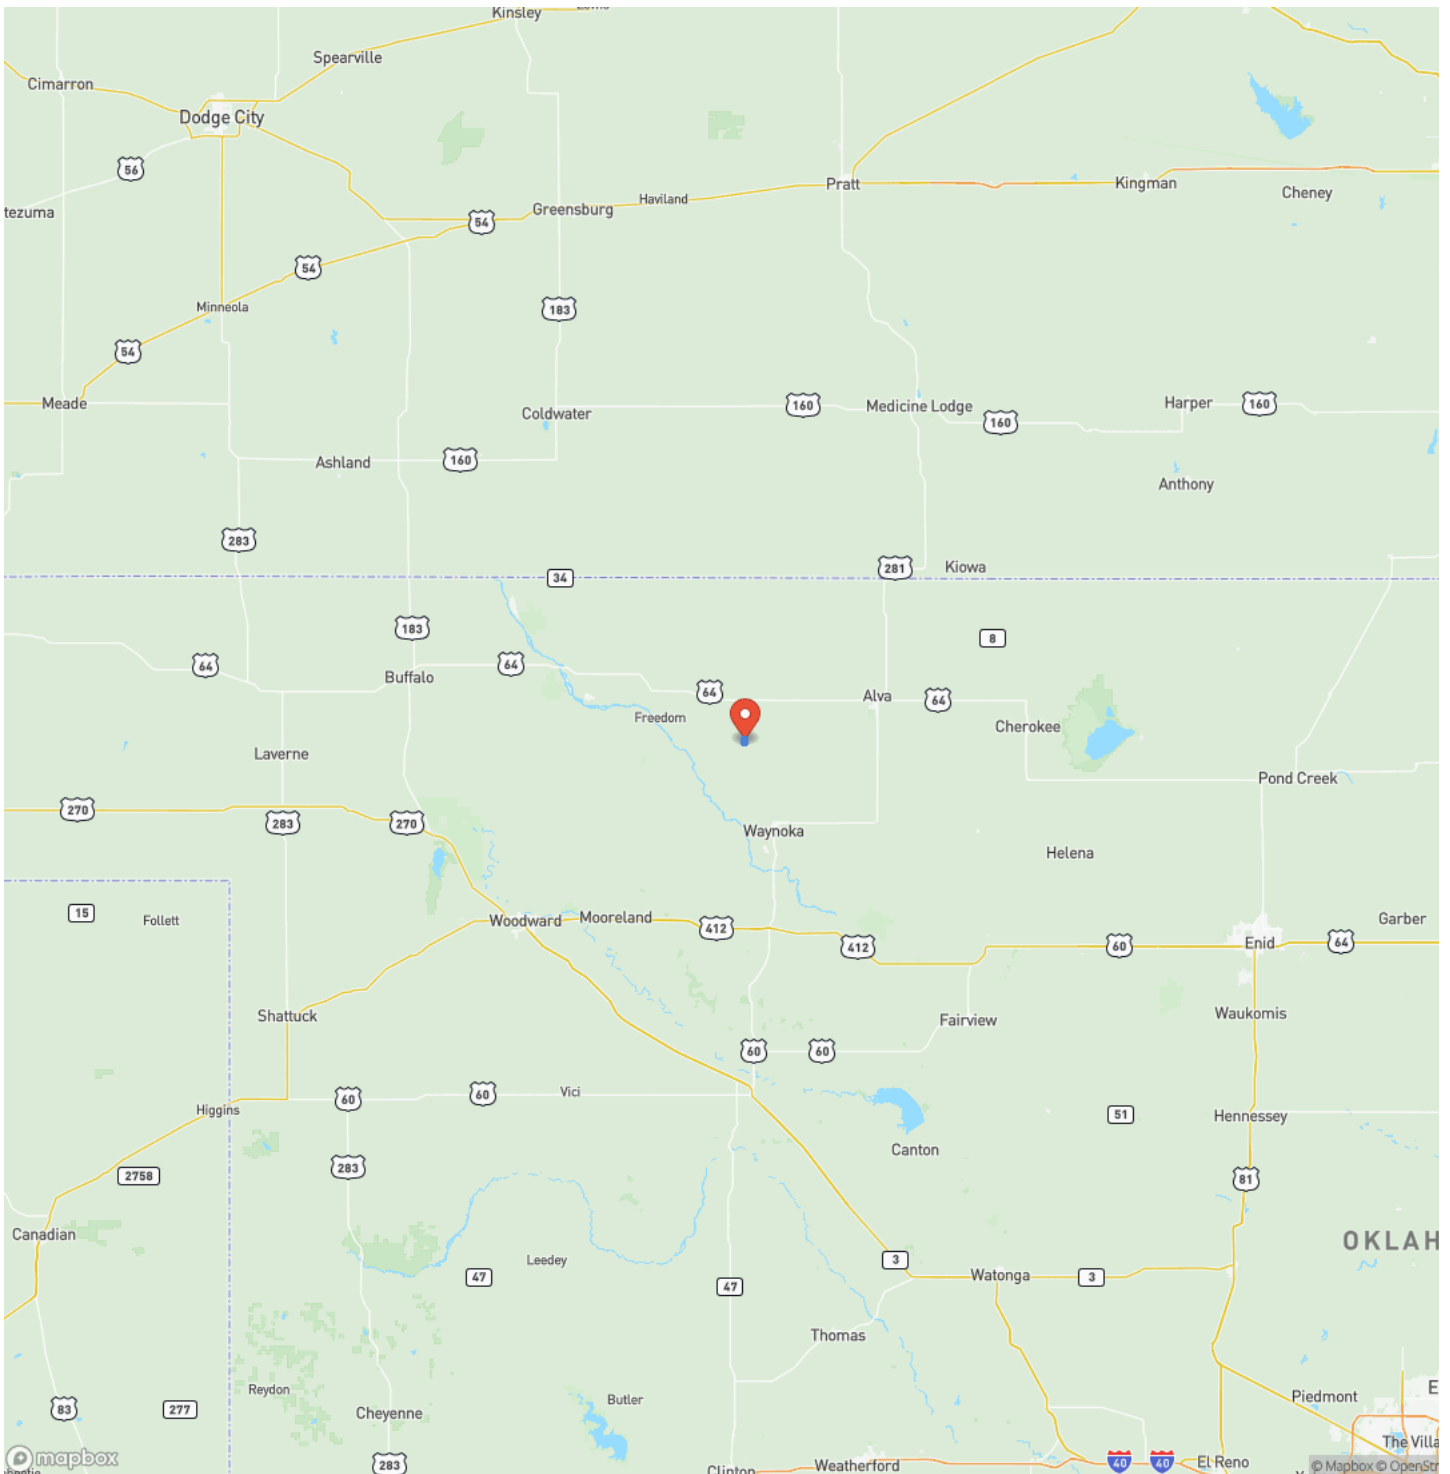 Kinsley
Lewis
Spearville
Cimarron
Dodge City
56
Pratt
Kingman
Cheney
Haviland
tezuma
Greensburg
54
54
Minneola
183
54
Meade
Coldwater
160
Medicine Lodge
160
Harper
160
Ashland
160
Anthony
283
34
281
Kiowa
183
8
64
64
Buffalo
64
Alva
64
Freedom
Cherokee
Laverne
Pond Creek
270
283
270
Waynoka
Helena
15
Follett
Woodward
Mooreland
412
412
60
Enid
64
Garber
Shattuck
Fairview
Waukomis
60
60
60
60
Vici
Higgins
51
Hennessey
Canton
283
2758
81
Canadian
OKLAH
Leedey
47
47
3
Watonga
3
Thomas
Reydon
Butler
83
277
Cheyenne
Piedmont
E
The Villa
mapbox
283
Clinton
Weatherford
40
40
El Reno
© Mapbox © OpenStr